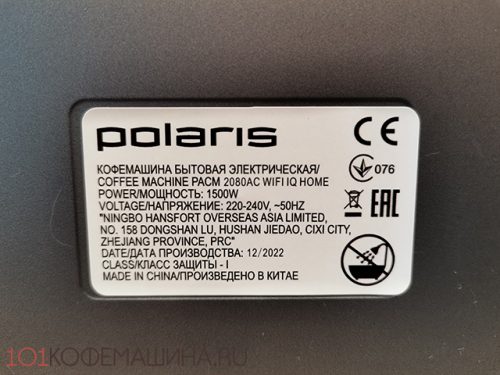 polaris
CE
КОФЕМАШИНА БЫТОВАЯ ЭЛЕКТРИЧЕСКАЯ/
COFFEE MACHINE PACM 2080AC WIFI IQ HOME
POWER/МОЩНОСТЬ: 1500W
VOLTAGE/НАПРЯЖЕНИЕ: 220-240V, ~50HZ
"NINGBO HANSFORT OVERSEAS ASIA LIMITED,
NO. 158 DONGSHAN LU, HUSHAN JIEDAO, CIXI CITY,
ZHEJIANG PROVINCE, PRC"
DATE/ДАТА ПРОИЗВОДСТВА: 12/2022
CLASS/КЛАСС ЗАЩИТЫ - I
MADE IN CHINA/ПРОИЗВЕДЕНО В КИТАЕ
076
EAC
101КОФЕМАШИНА.RU